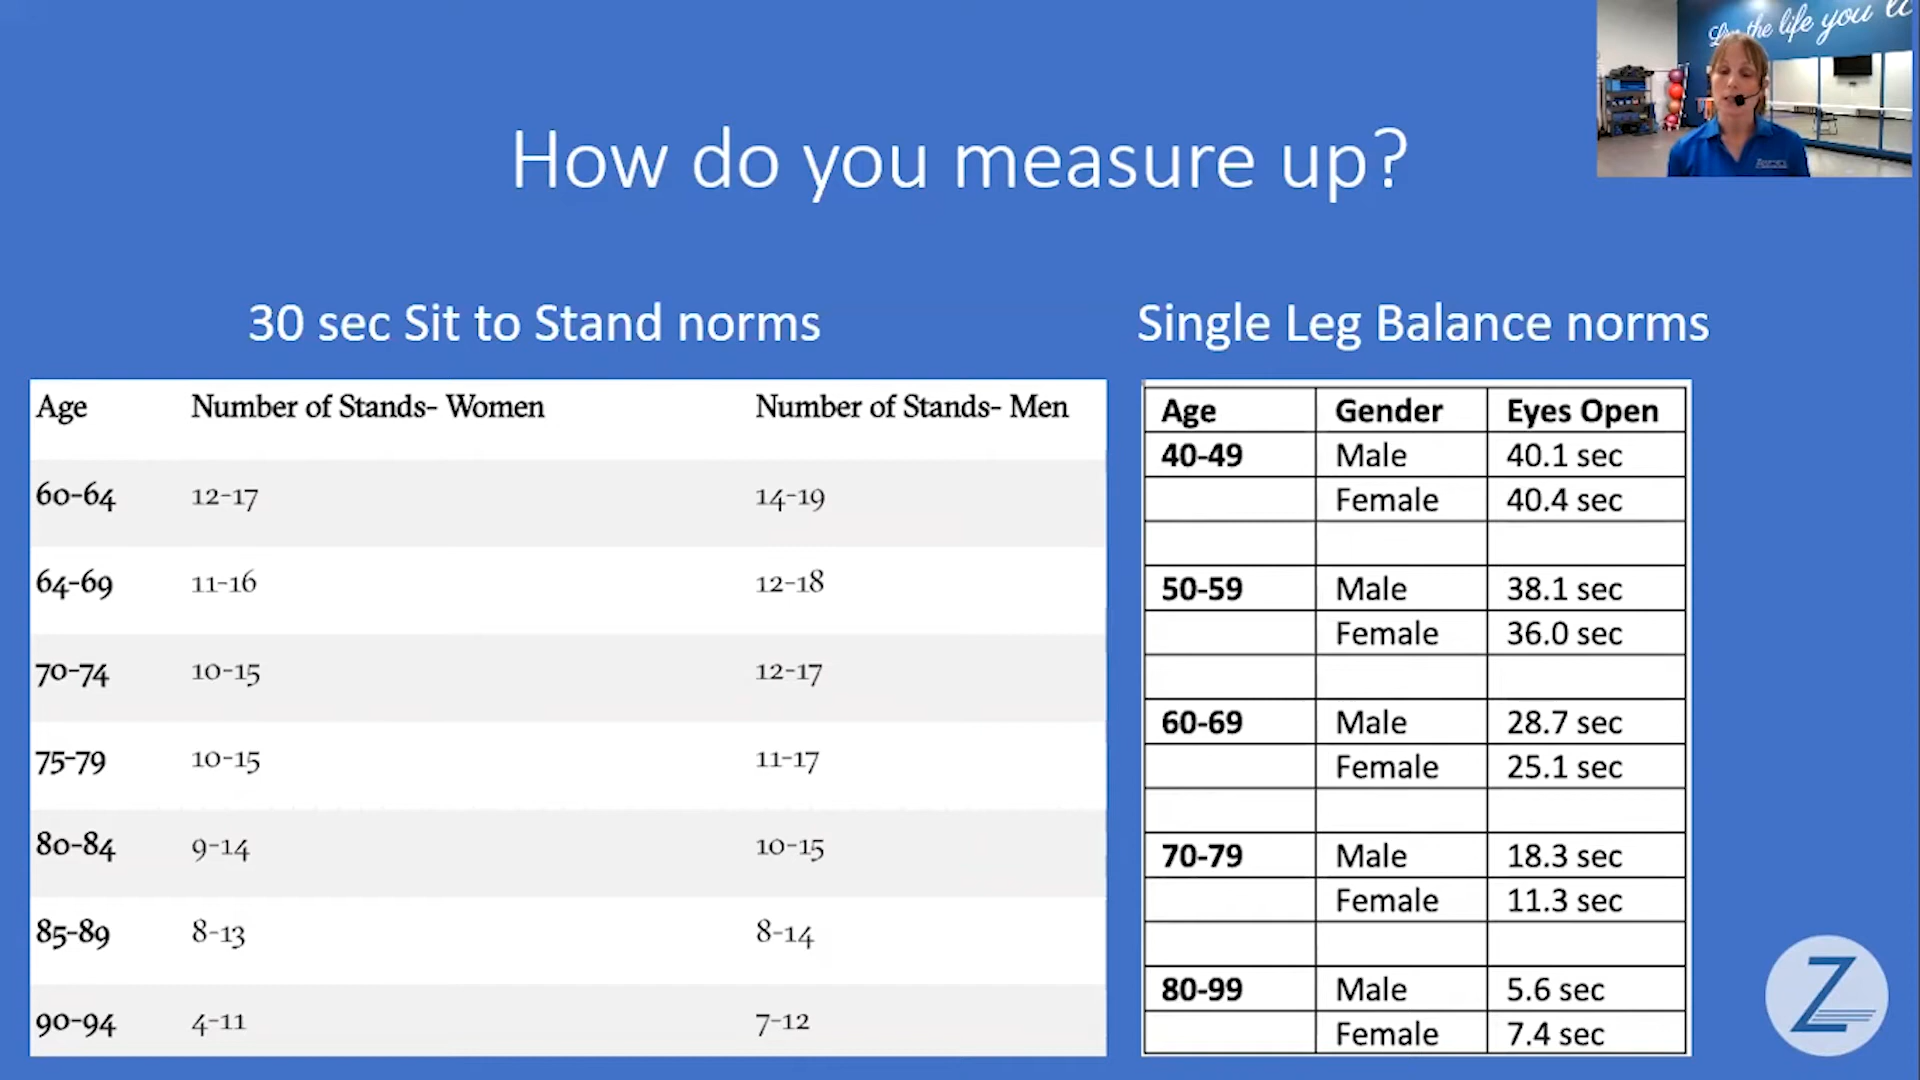 Live the life you
How do you measure up?
30 sec Sit to Stand norms
Age Number of Stands- Women Number of Stands- Men
60-64 12-17 14-19
64-69 11-16 12-18
70-74 10-15 12-17
75-79 10-15 11-17
80-84 9-14 10-15
85-89 8-13 8-14
90-94 4-11 7-12
Single Leg Balance norms
Age Gender Eyes Open
40-49 Male 40.1 sec
Female 40.4 sec
50-59 Male 38.1 sec
Female 36.0 sec
60-69 Male 28.7 sec
Female 25.1 sec
70-79 Male 18.3 sec
Female 11.3 sec
80-99 Male 5.6 sec
Female 7.4 sec
Z